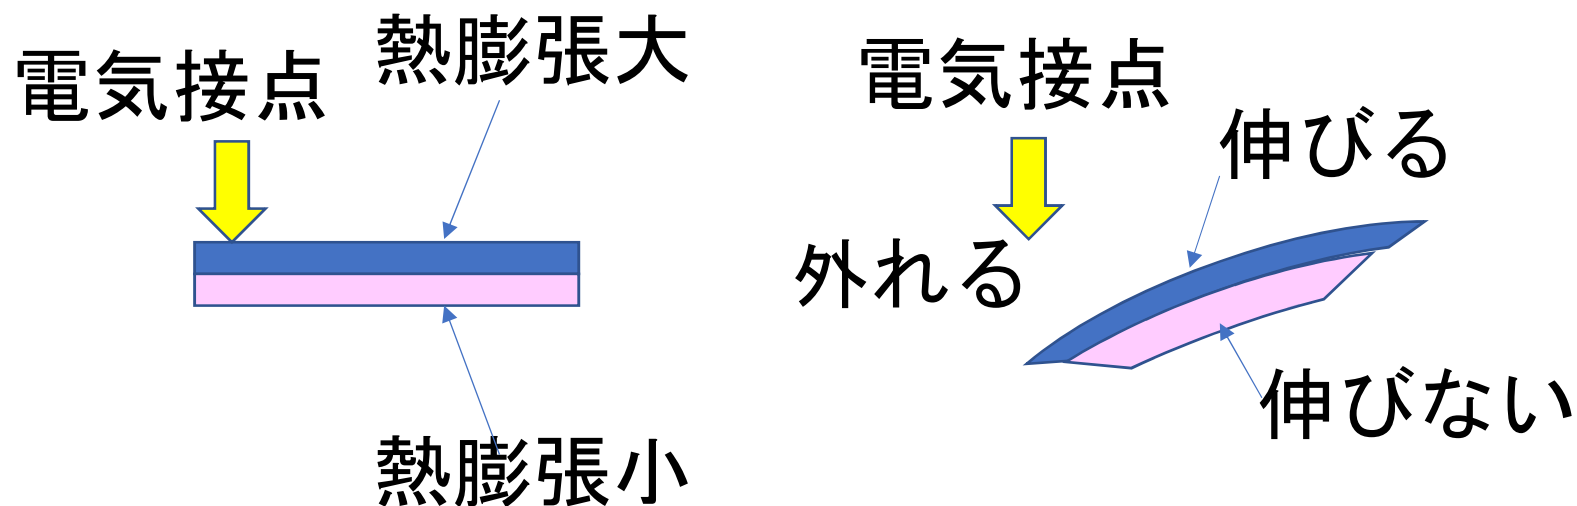 電気接点
熱膨張大
熱膨張小
電気接点
伸びる
外れる
伸びない